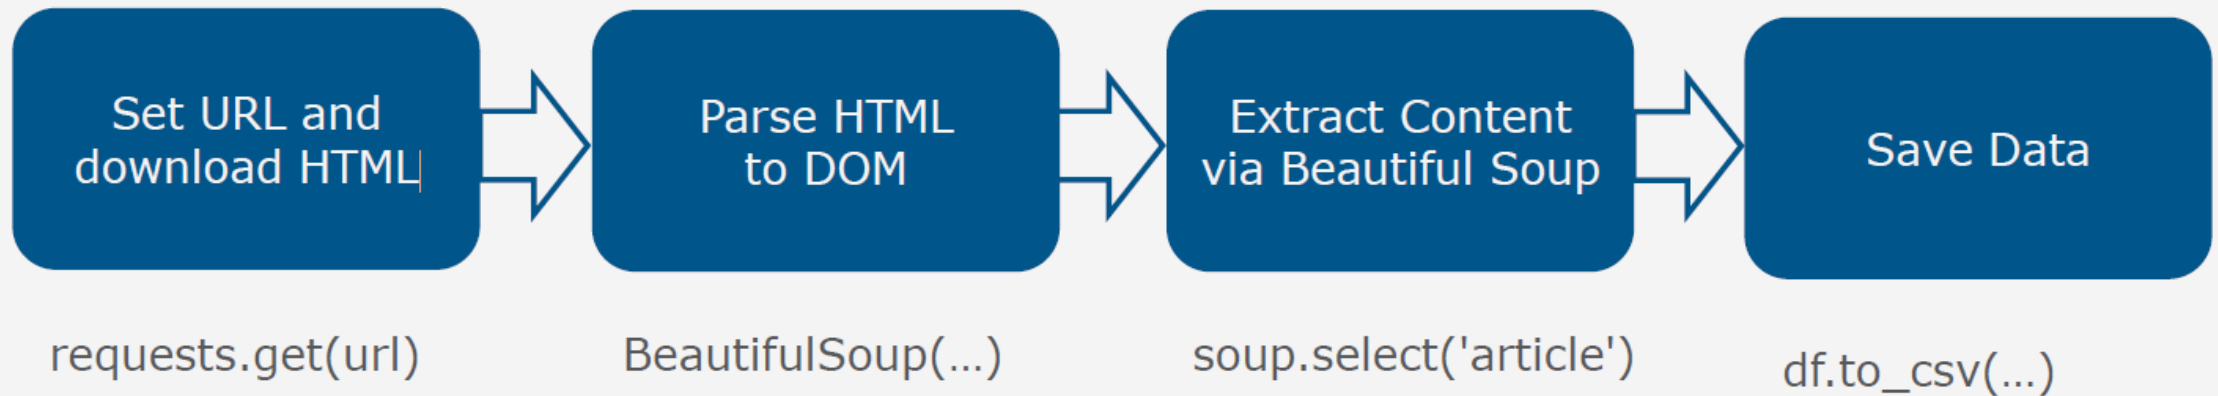 Set URL and
download HTML
Parse HTML
to DOM
Extract Content
via Beautiful Soup
Save Data
requests.get(url)
BeautifulSoup(…)
soup.select('article')
df.to_csv(…)